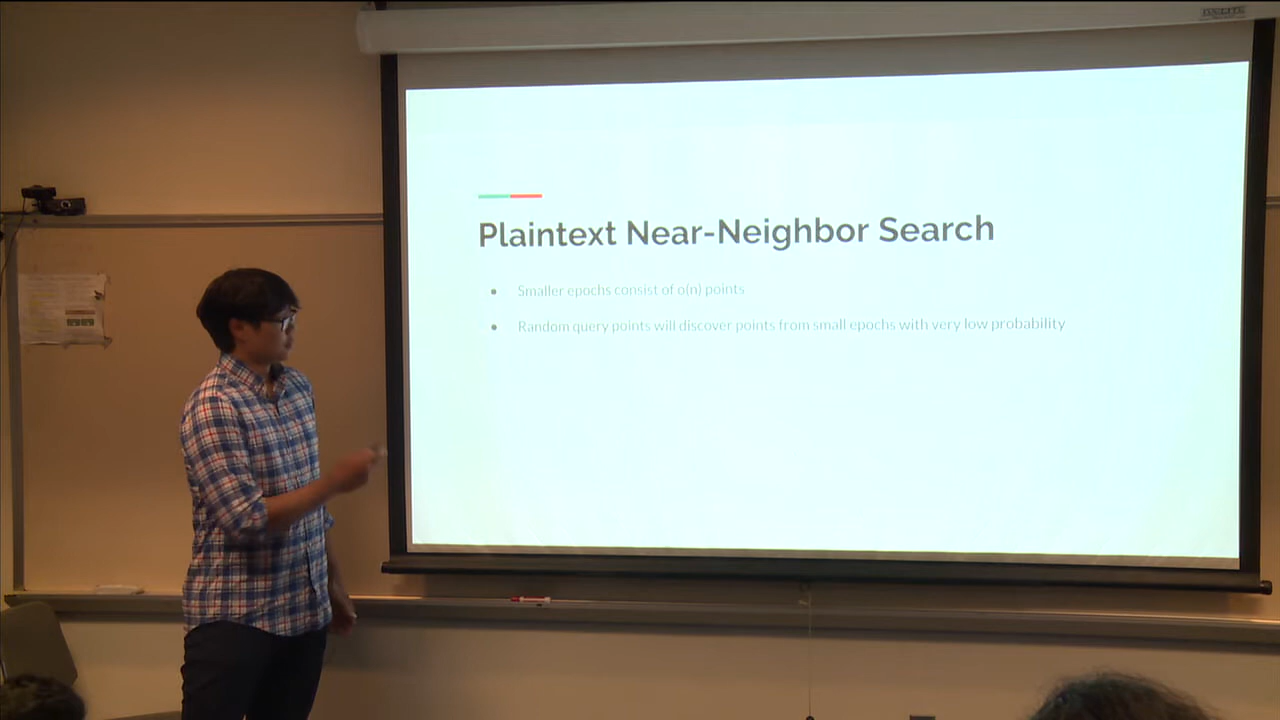 Plaintext Near-Neighbor Search
● Smaller epochs consist of o(n) points
● Random query points will discover points from small epochs with very low probability